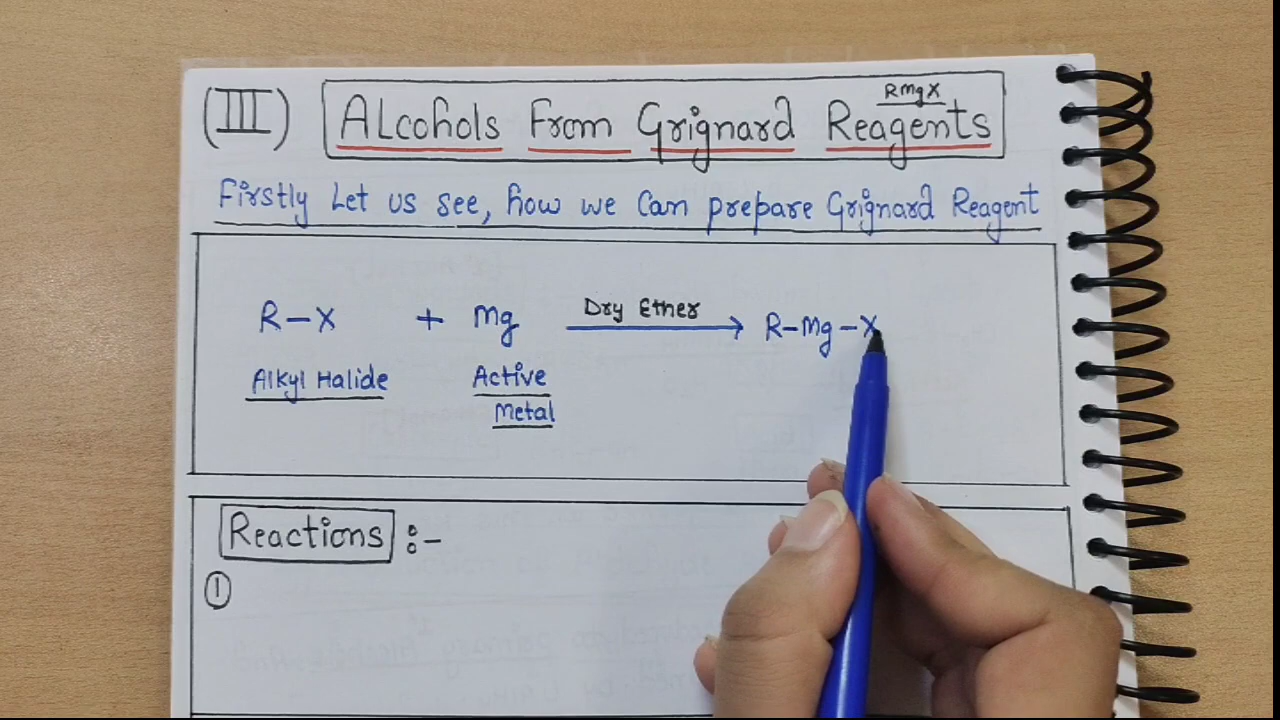 (III) Alcohols From Grignard Reagents
RMgX
Firstly Let us see, how we can prepare Grignard Reagent
R-X + Mg Dry Ether → R-Mg-X
Alkyl Halide Active
Metal
Reactions :-
①